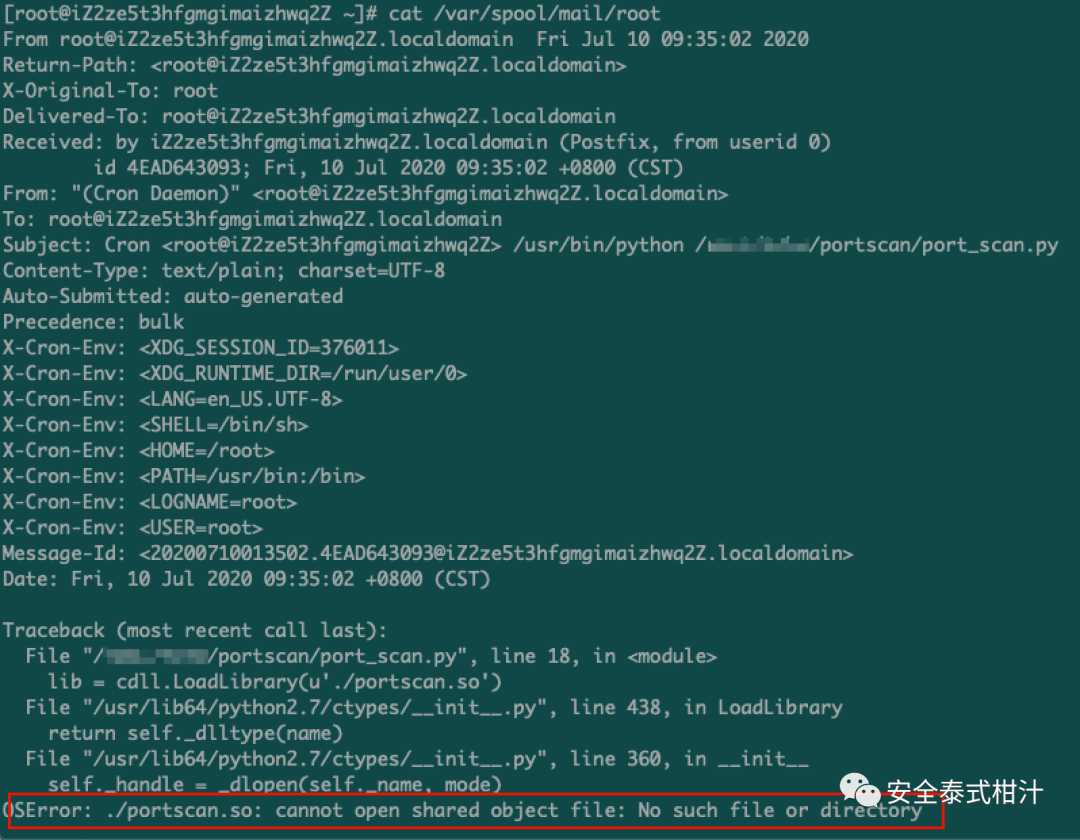 [root@iZ2ze5t3hfgmgimaizhwq2Z ~]# cat /var/spool/mail/root
From root@iZ2ze5t3hfgmgimaizhwq2Z.localdomain  Fri Jul 10 09:35:02 2020
Return-Path: <root@iZ2ze5t3hfgmgimaizhwq2Z.localdomain>
X-Original-To: root
Delivered-To: root@iZ2ze5t3hfgmgimaizhwq2Z.localdomain
Received: by iZ2ze5t3hfgmgimaizhwq2Z.localdomain (Postfix, from userid 0)
        id 4EAD643093; Fri, 10 Jul 2020 09:35:02 +0800 (CST)
From: "(Cron Daemon)" <root@iZ2ze5t3hfgmgimaizhwq2Z.localdomain>
To: root@iZ2ze5t3hfgmgimaizhwq2Z.localdomain
Subject: Cron <root@iZ2ze5t3hfgmgimaizhwq2Z> /usr/bin/python / /portscan/port_scan.py
Content-Type: text/plain; charset=UTF-8
Auto-Submitted: auto-generated
Precedence: bulk
X-Cron-Env: <XDG_SESSION_ID=376011>
X-Cron-Env: <XDG_RUNTIME_DIR=/run/user/0>
X-Cron-Env: <LANG=en_US.UTF-8>
X-Cron-Env: <SHELL=/bin/sh>
X-Cron-Env: <HOME=/root>
X-Cron-Env: <PATH=/usr/bin:/bin>
X-Cron-Env: <LOGNAME=root>
X-Cron-Env: <USER=root>
Message-Id: <20200710013502.4EAD643093@iZ2ze5t3hfgmgimaizhwq2Z.localdomain>
Date: Fri, 10 Jul 2020 09:35:02 +0800 (CST)

Traceback (most recent call last):
  File "/ /portscan/port_scan.py", line 18, in <module>
    lib = cdll.LoadLibrary(u'./portscan.so')
  File "/usr/lib64/python2.7/ctypes/__init__.py", line 438, in LoadLibrary
    return self._dlltype(name)
  File "/usr/lib64/python2.7/ctypes/__init__.py", line 360, in __init__
    self._handle = _dlopen(self._name, mode)
OSError: ./portscan.so: cannot open shared object file: No such file or directory
安全泰式柑汁